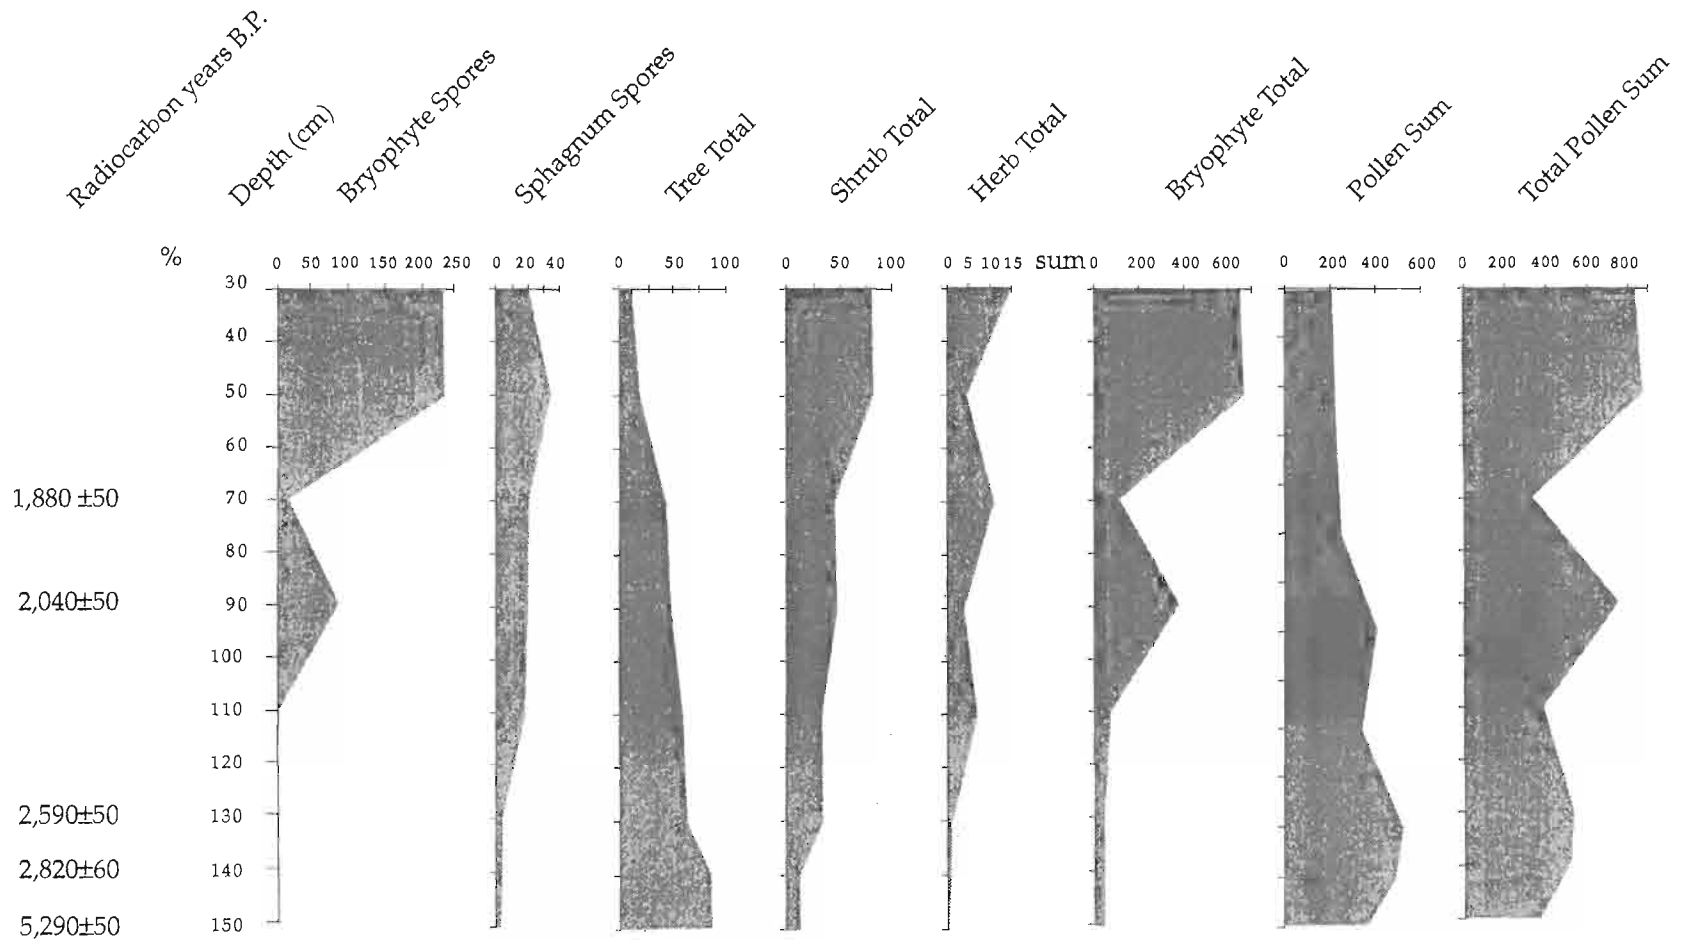 Radiocarbon years B.P.
Depth (cm)
Bryophyte Spores
Sphagnum Spores
Tree Total
Shrub Total
Herb Total
Bryophyte Total
Pollen Sum
Total Pollen Sum
% 0 50 100 150 200 250 0 20 40 0 50 100 0 50 100 0 5 10 15 sum 0 200 400 600 0 200 400 600 0 200 400 600 800
30
40
50
60
1,880 ±50 70
80
2,040±50 90
100
110
120
2,590±50 130
2,820±60 140
5,290±50 150